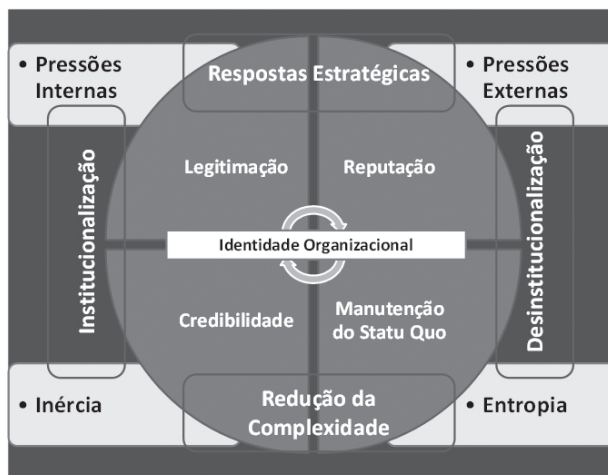 • Pressões
Internas
Respostas Estratégicas
• Pressões
Externas
Institucionalização
Legitimação
Reputação
Desinstitucionalização
Identidade Organizacional
Credibilidade
Manutenção
do Statu Quo
• Inércia
Redução da
Complexidade
• Entropia